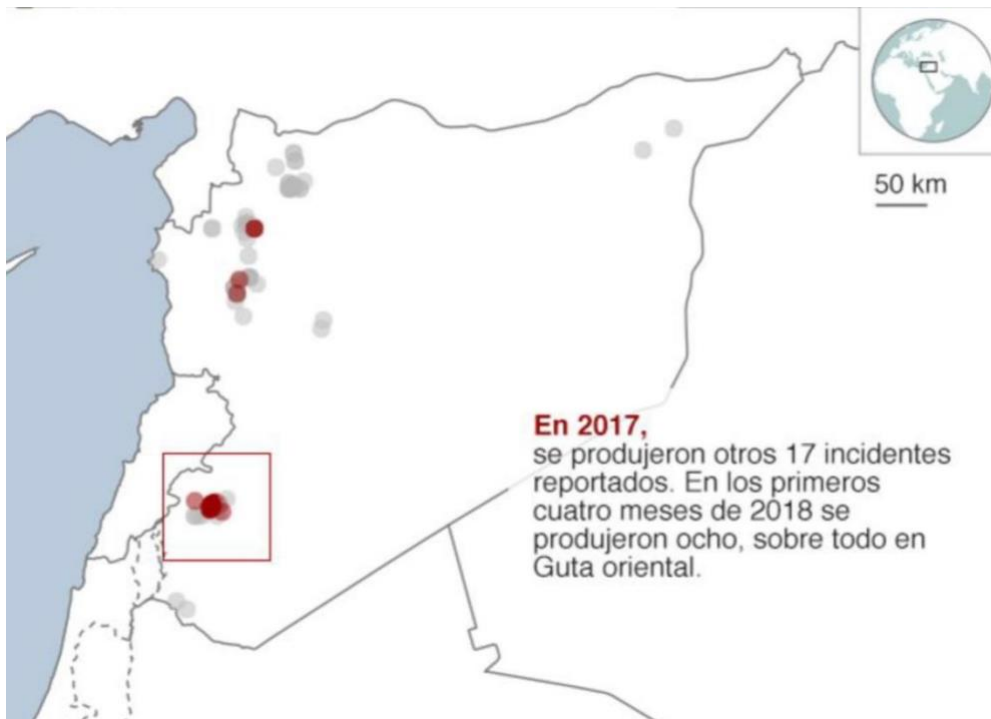 50 km
En 2017,
se produjeron otros 17 incidentes
reportados. En los primeros
cuatro meses de 2018 se
produjeron ocho, sobre todo en
Guta oriental.